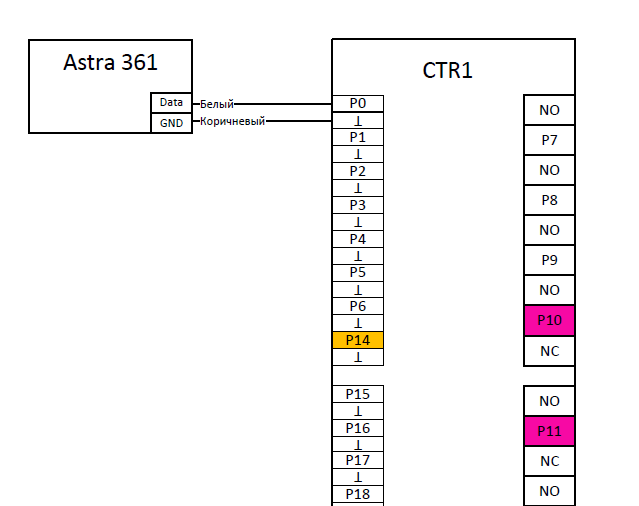 Astra 361
Data
GND
Белый
Коричневый
CTR1
P0
⊥
P1
⊥
P2
⊥
P3
⊥
P4
⊥
P5
⊥
P6
⊥
P14
⊥
P15
⊥
P16
⊥
P17
⊥
P18
NO
P7
NO
P8
NO
P9
NO
P10
NC
NO
P11
NC
NO